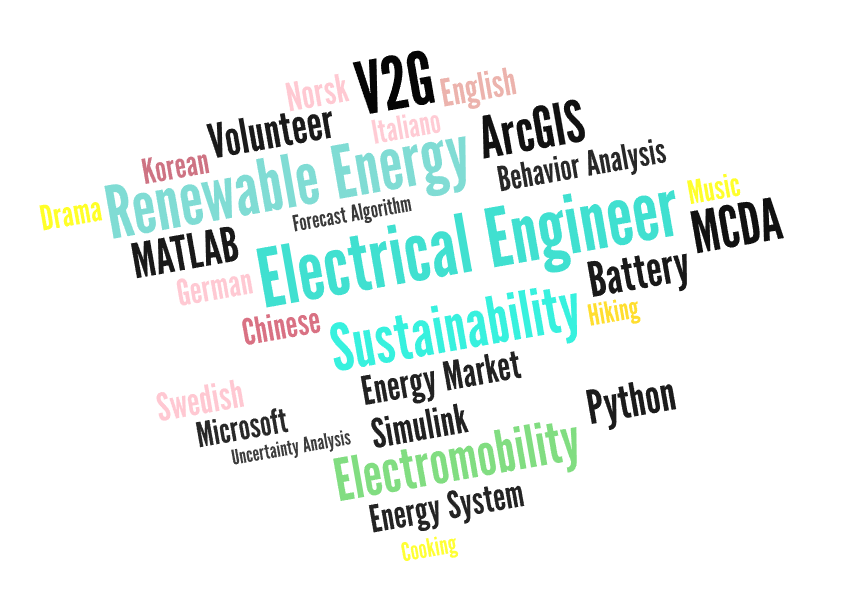 V2G
Norsk
English
Volunteer
Italiano
ArcGIS
Korean
Renewable Energy
Behavior Analysis
Drama
Forecast Algorithm
Music
MATLAB
Electrical Engineer
MCDA
German
Battery
Chinese
Sustainability
Hiking
Energy Market
Swedish
Python
Microsoft
Simulink
Uncertainty Analysis
Electromobility
Energy System
Cooking